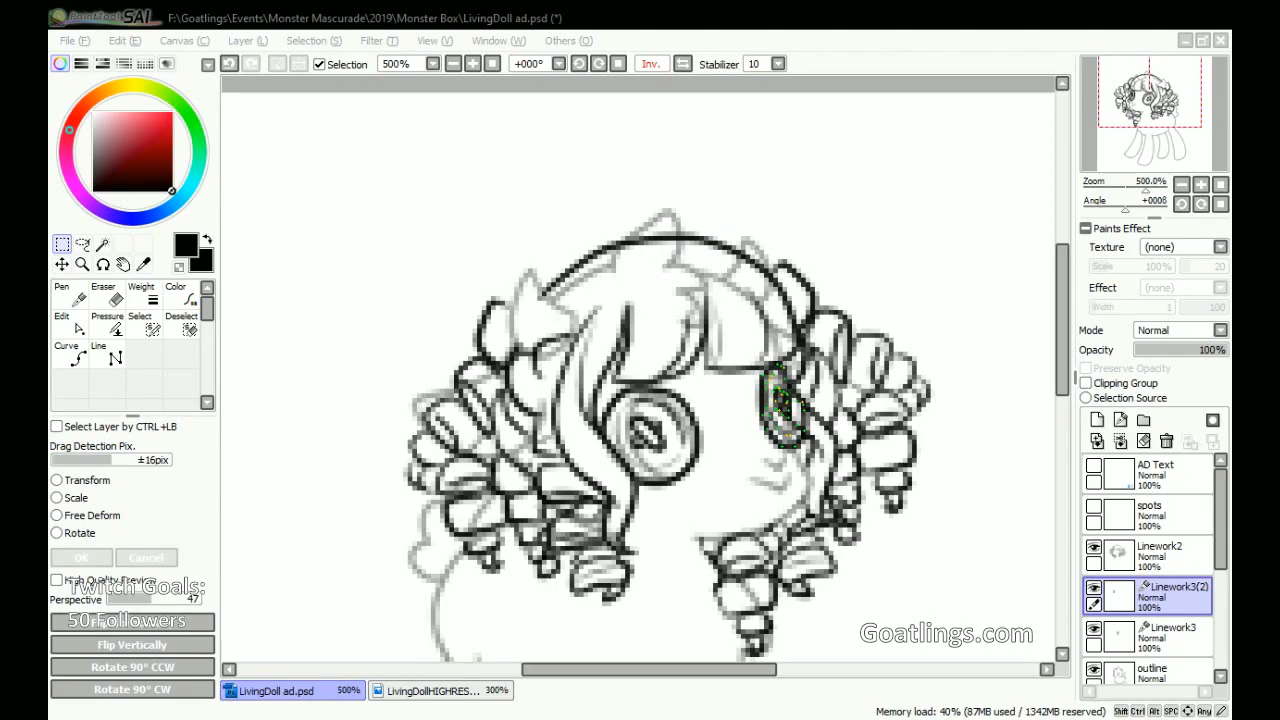 PaintTool SAI F:\Goatlings\Events\Monster Mascurade\2019\Monster Box\LivingDoll ad.psd (*)
File (F) Edit (E) Canvas (C) Layer (L) Selection (S) Filter (T) View (V) Window (W) Others (O)
Selection 500% +000° Inv. Stabilizer 10
Zoom 500.0%
Angle +000δ
Paints Effect
Texture (none)
Scale 100% 20
Effect (none)
Width 1 100
Mode Normal
Opacity 100%
Preserve Opacity
Clipping Group
Selection Source
Pen Eraser Weight Color
Edit Pressure Select Deselect
Curve Line
Select Layer by CTRL+LB
Drag Detection Pix.
±16pix
Transform
Scale
Free Deform
Rotate
OK Cancel
Twitch Goals:
Perspective 47
50 Followers
Flip Vertically
Rotate 90° CCW
Rotate 90° CW
AD Text
Normal
100%
spots
Normal
100%
Linework2
Normal
100%
Linework3(2)
Normal
100%
Linework3
Normal
100%
outline
Normal
100%
Goatlings.com
LivingDoll ad.psd 500% LivingDollHIGHRES... 300%
Memory load: 40% (87MB used / 1342MB reserved) Shift Ctrl Alt SPC Any